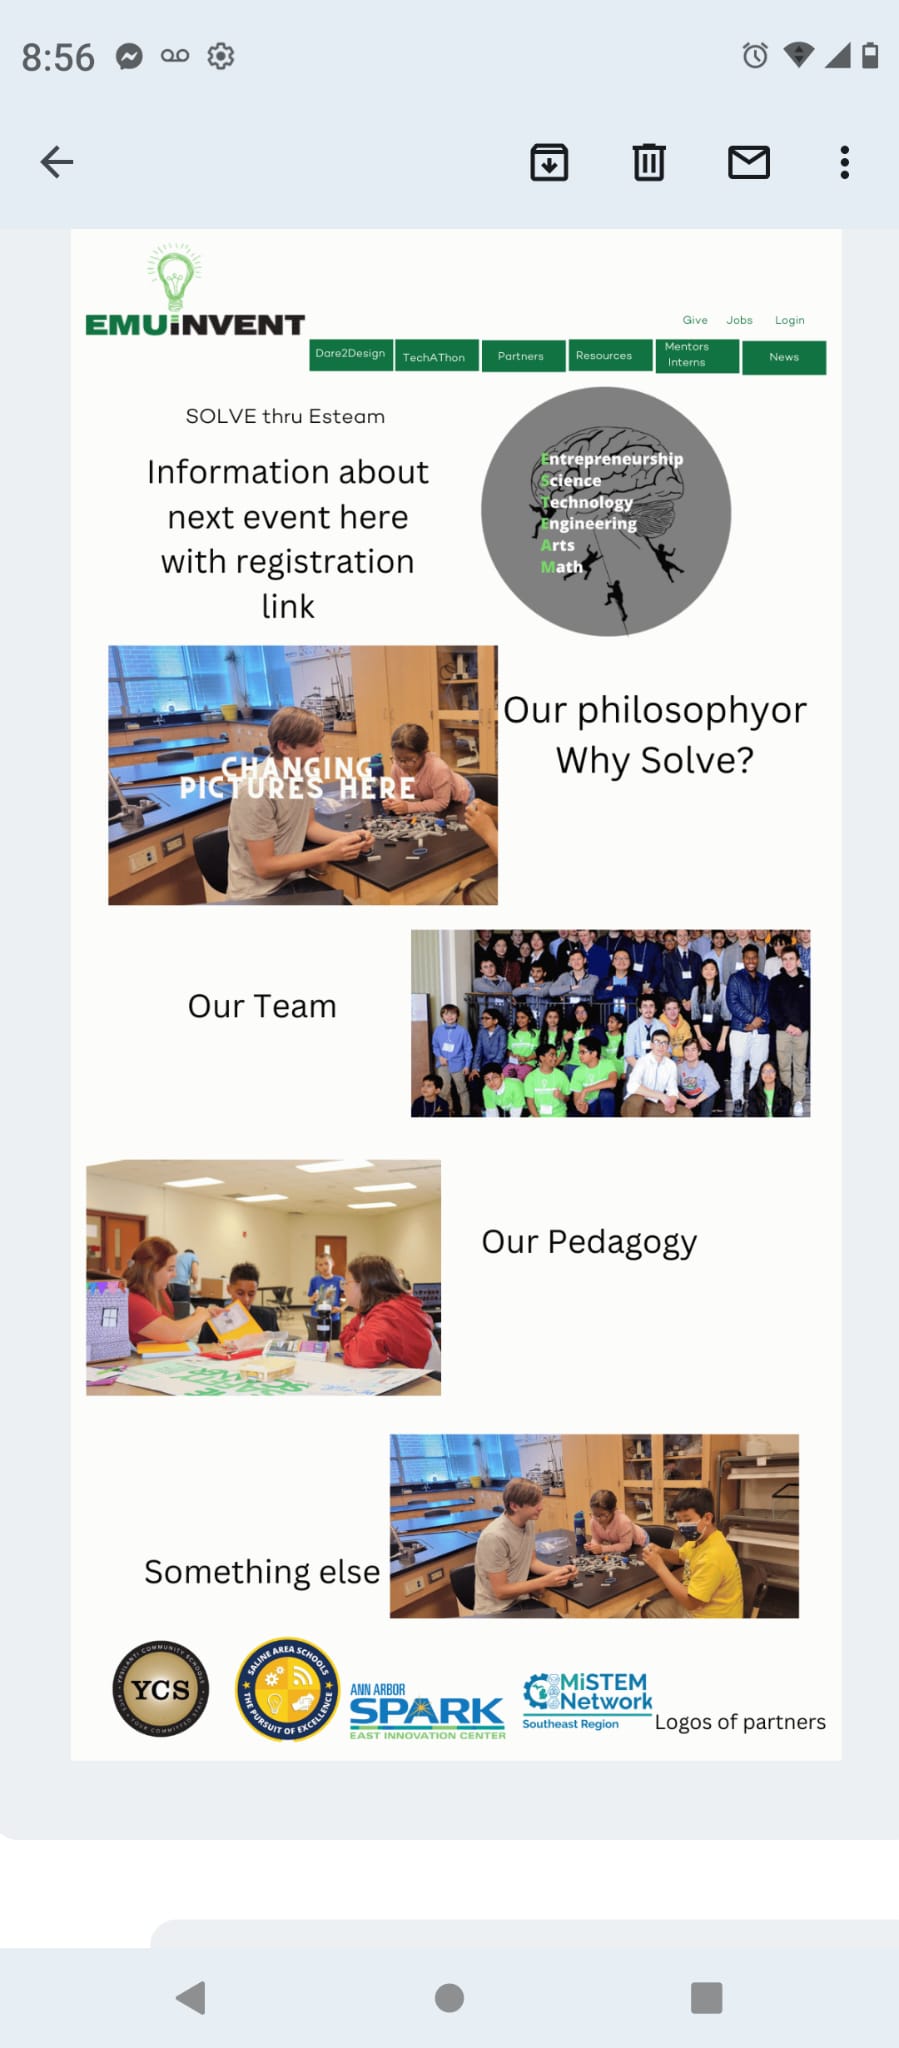 8:56
EMUiNVENT
Give Jobs Login
Dare2Design TechAThon Partners Resources Mentors Interns News
SOLVE thru Esteam
Information about
next event here
with registration
link
Entrepreneurship
Science
Technology
Engineering
Arts
Math
CHANGING
PICTURES HERE
Our philosophyor
Why Solve?
Our Team
Our Pedagogy
Something else
YPSILANTI COMMUNITY SCHOOLS
YCS
SALINE AREA SCHOOLS
THE PURSUIT OF EXCELLENCE
ANN ARBOR
SPARK
EAST INNOVATION CENTER
MiSTEM
Network
Southeast Region
Logos of partners